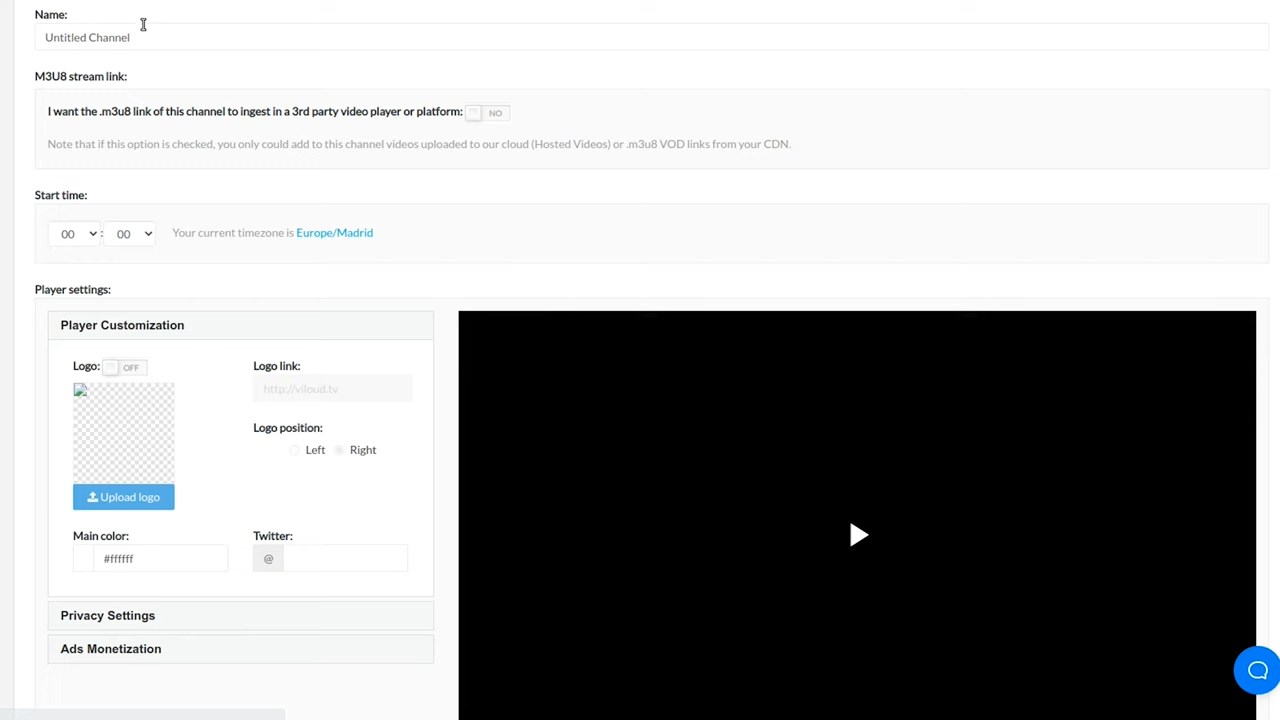 Name:
Untitled Channel
M3U8 stream link:
I want the .m3u8 link of this channel to ingest in a 3rd party video player or platform: NO
Note that if this option is checked, you only could add to this channel videos uploaded to our cloud (Hosted Videos) or .m3u8 VOD links from your CDN.
Start time:
00 : 00 Your current timezone is Europe/Madrid
Player settings:
Player Customization
Logo: OFF
Logo link:
http://viloud.tv
Logo position:
Left Right
Upload logo
Main color:
#ffffff
Twitter:
@
Privacy Settings
Ads Monetization